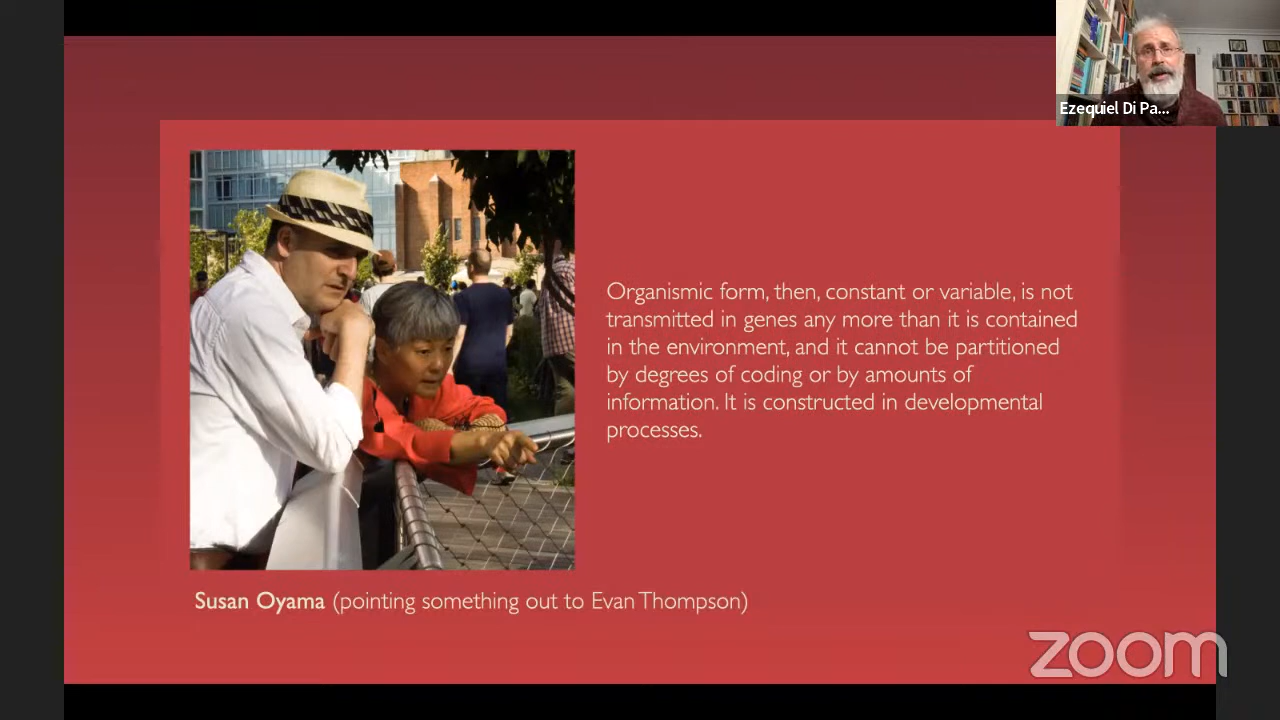 Ezequiel Di Pa...
Organismic form, then, constant or variable, is not
transmitted in genes any more than it is contained
in the environment, and it cannot be partitioned
by degrees of coding or by amounts of
information. It is constructed in developmental
processes.
Susan Oyama (pointing something out to Evan Thompson)
zoom